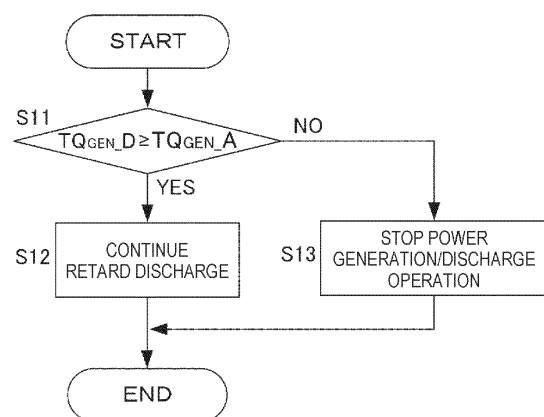 START
S11
TQGEN_D≥TQGEN_A
NO
YES
S12
CONTINUE
RETARD DISCHARGE
S13
STOP POWER
GENERATION/DISCHARGE
OPERATION
END